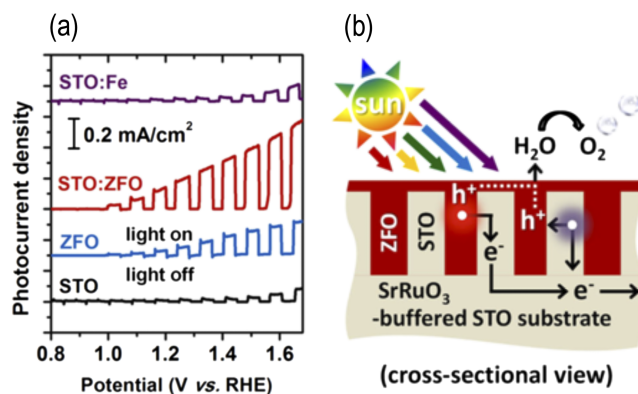 (a)
Photocurrent density
STO:Fe
0.2 mA/cm²
STO:ZFO
ZFO
light on
light off
STO
0.8 1.0 1.2 1.4 1.6
Potential (V vs. RHE
(b)
sun
H₂O O₂
h⁺
h⁺
ZFO
STO
e⁻
e⁻
SrRuO₃
-buffered STO substrate
(cross-sectional view)